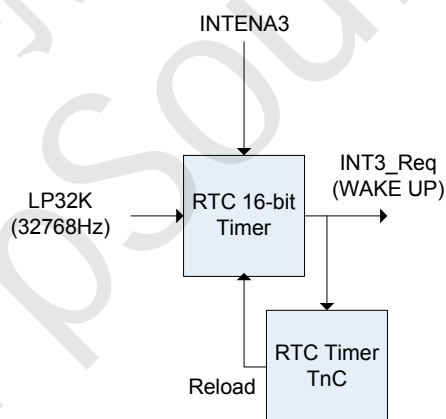 INTENA3
INT3_Req
(WAKE UP)
LP32K
(32768Hz)
RTC 16-bit
Timer
RTC Timer
TnC
Reload